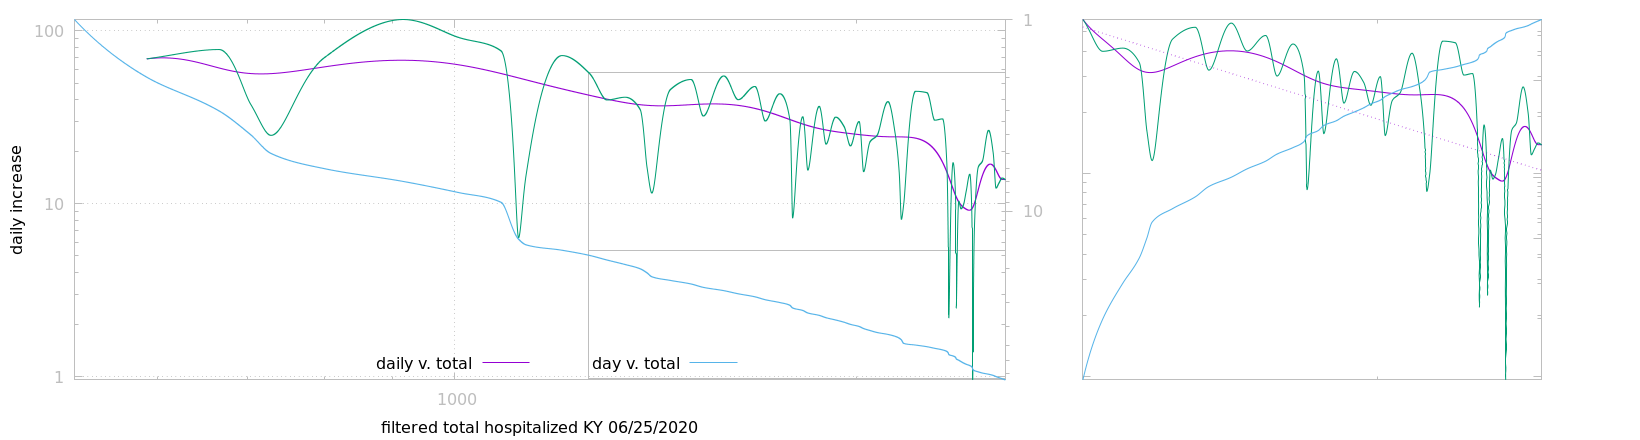 100
10
1
daily increase
1
10
daily v. total
day v. total
1000
filtered total hospitalized KY 06/25/2020